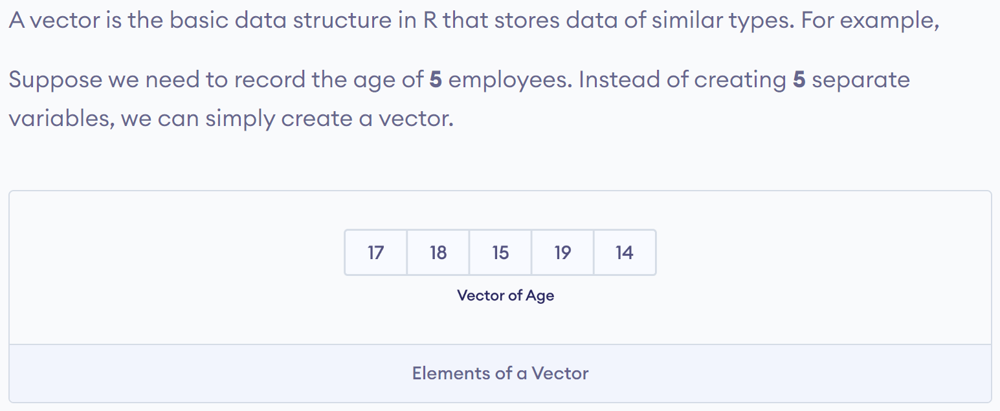 A vector is the basic data structure in R that stores data of similar types. For example,
Suppose we need to record the age of 5 employees. Instead of creating 5 separate
variables, we can simply create a vector.
17 18 15 19 14
Vector of Age
Elements of a Vector